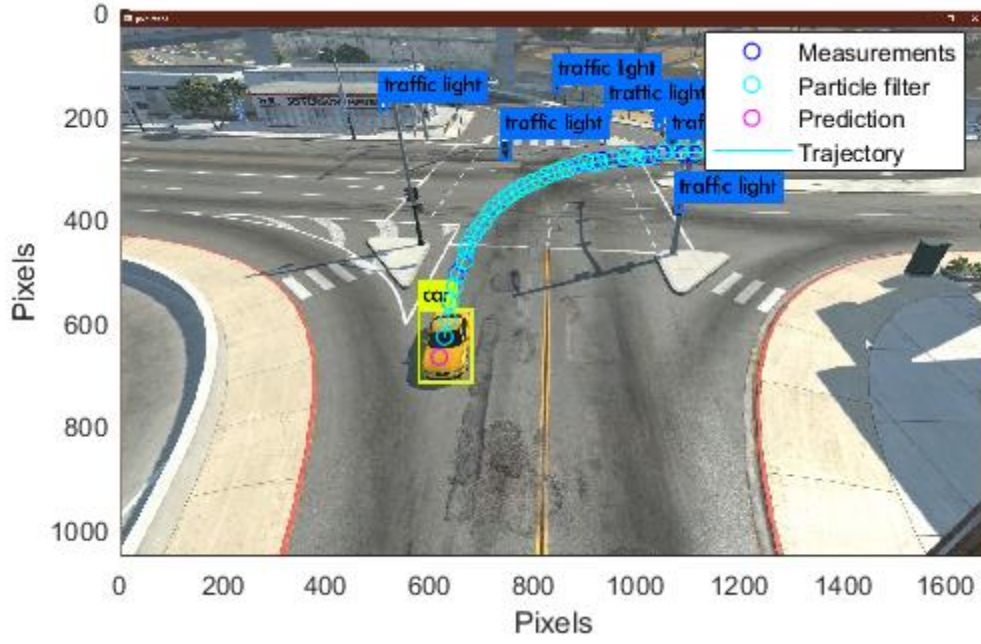 0
200
400
600
800
1000
Pixels
traffic light
traffic light
traffic light
traffic light
traf
traffic light
car
Measurements
Particle filter
Prediction
Trajectory
0
200
400
600
800
1000
1200
1400
1600
Pixels